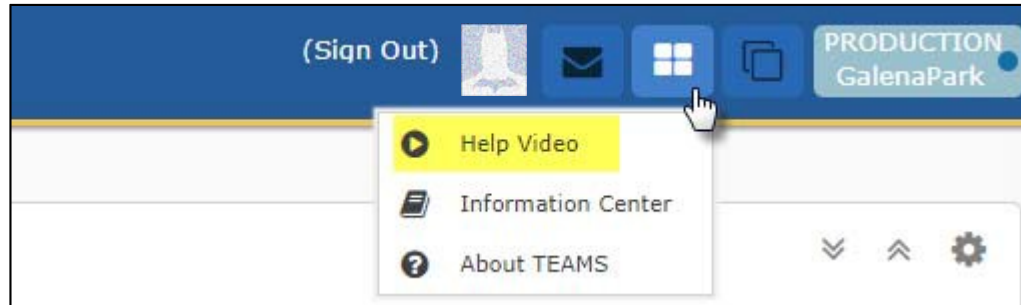 (Sign Out)
PRODUCTION
GalenaPark
Help Video
Information Center
About TEAMS